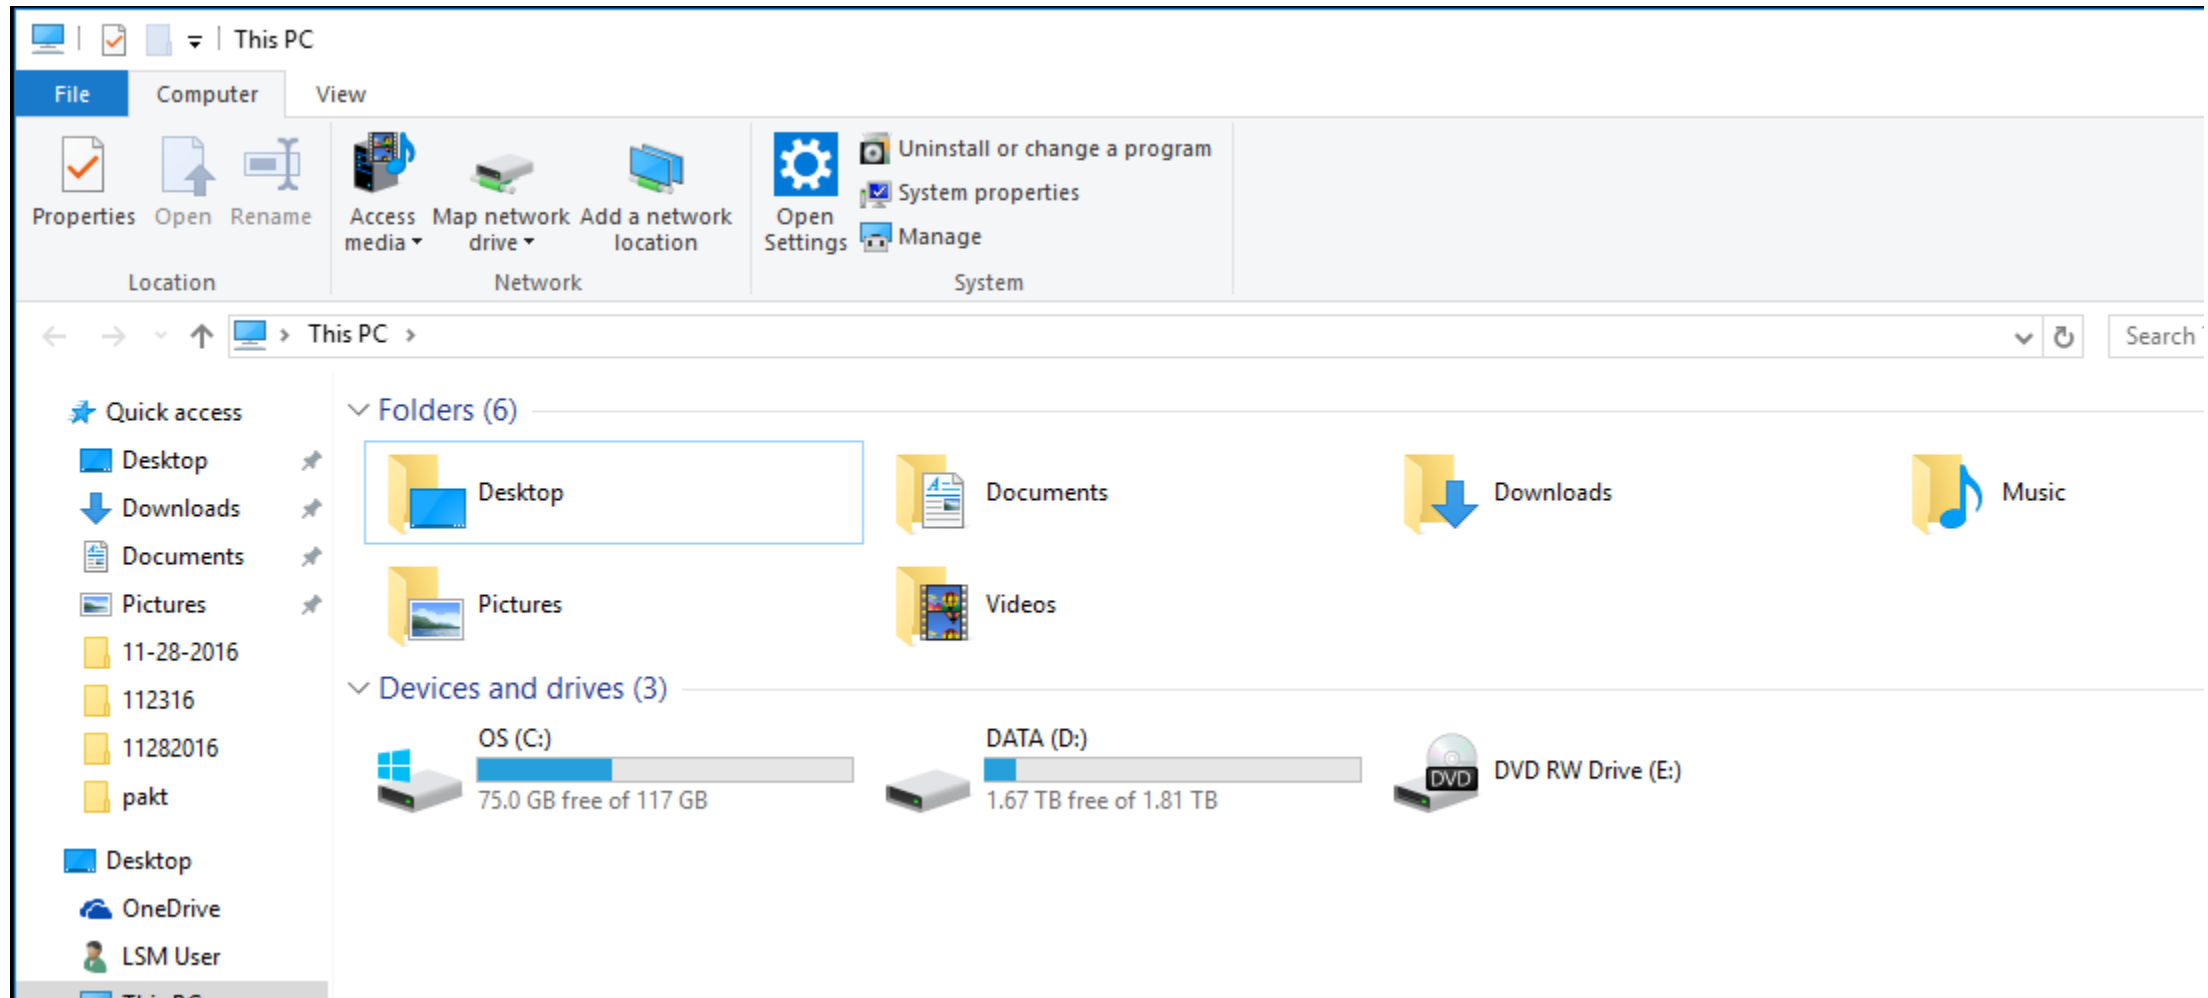 This PC
File
Computer
View
Properties
Open
Rename
Access media
Map network drive
Add a network location
Open Settings
Uninstall or change a program
System properties
Manage
Location
Network
System
This PC
Search
Quick access
Desktop
Downloads
Documents
Pictures
11-28-2016
112316
11282016
pakt
Desktop
OneDrive
LSM User
This PC
Folders (6)
Desktop
Documents
Downloads
Music
Pictures
Videos
Devices and drives (3)
OS (C:)
75.0 GB free of 117 GB
DATA (D:)
1.67 TB free of 1.81 TB
DVD
DVD RW Drive (E:)